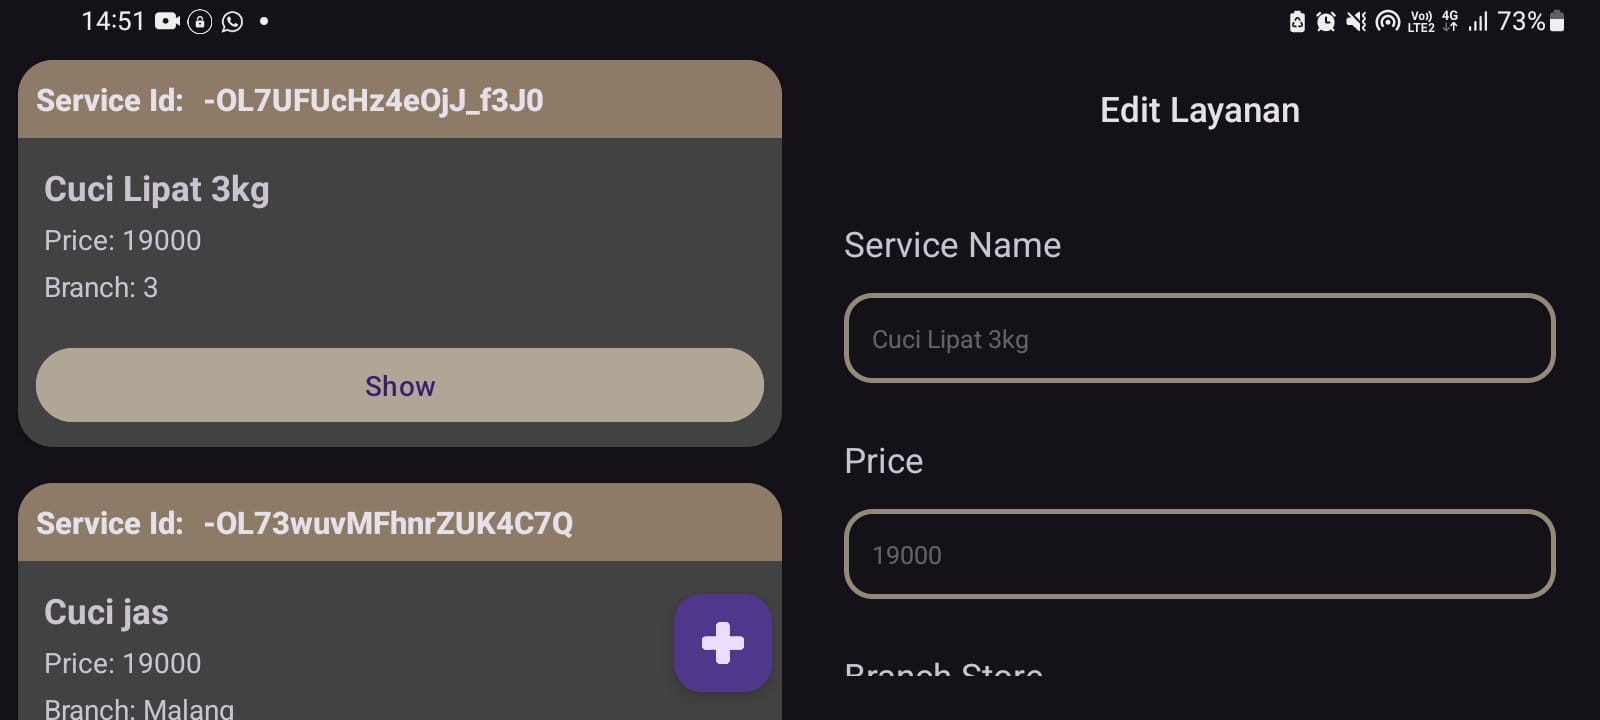 14:51
Vo)) LTE2 4G 73%
Service Id: -OL7UFUcHz4eOjJ_f3J0
Cuci Lipat 3kg
Price: 19000
Branch: 3
Show
Service Id: -OL73wuvMFhnrZUK4C7Q
Cuci jas
Price: 19000
Branch: Malang
Edit Layanan
Service Name
Cuci Lipat 3kg
Price
19000
Branch Store